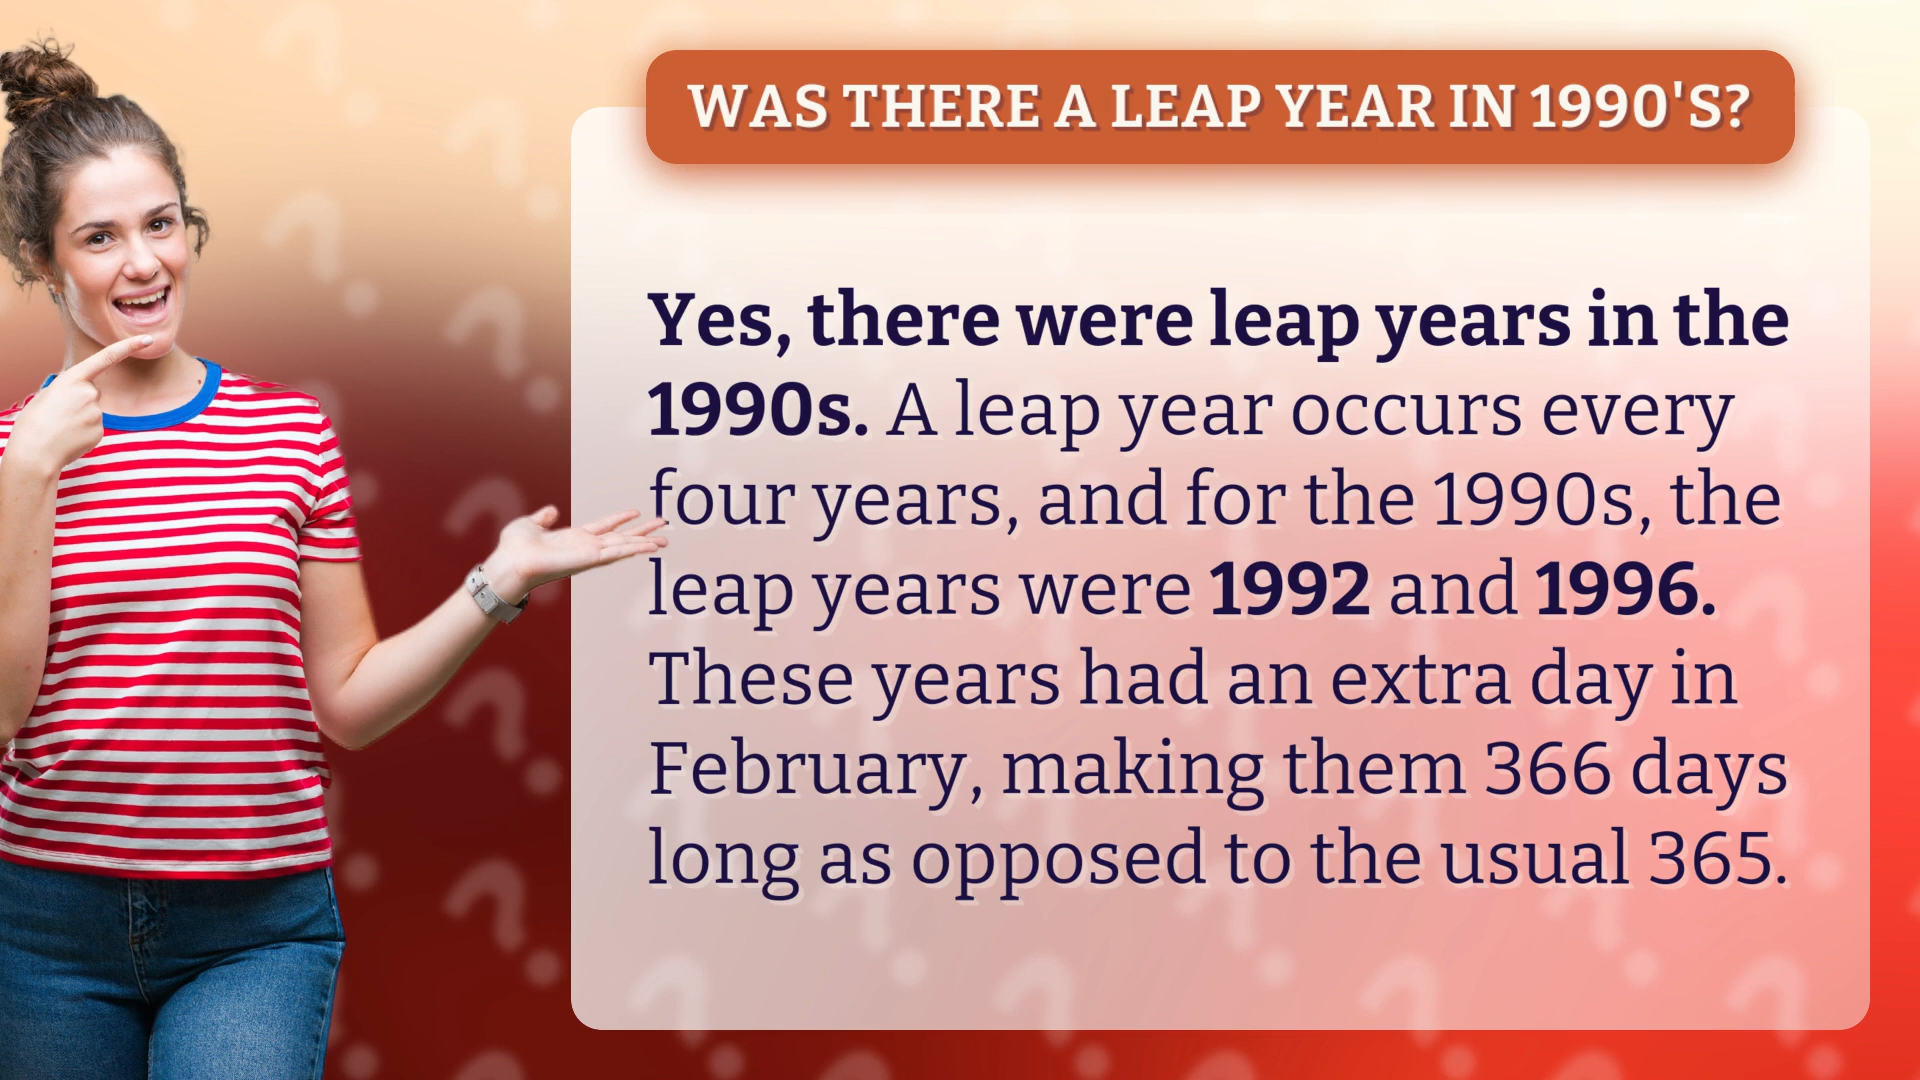 WAS THERE A LEAP YEAR IN 1990'S?
Yes, there were leap years in the
1990s. A leap year occurs every
four years, and for the 1990s, the
leap years were 1992 and 1996.
These years had an extra day in
February, making them 366 days
long as opposed to the usual 365.